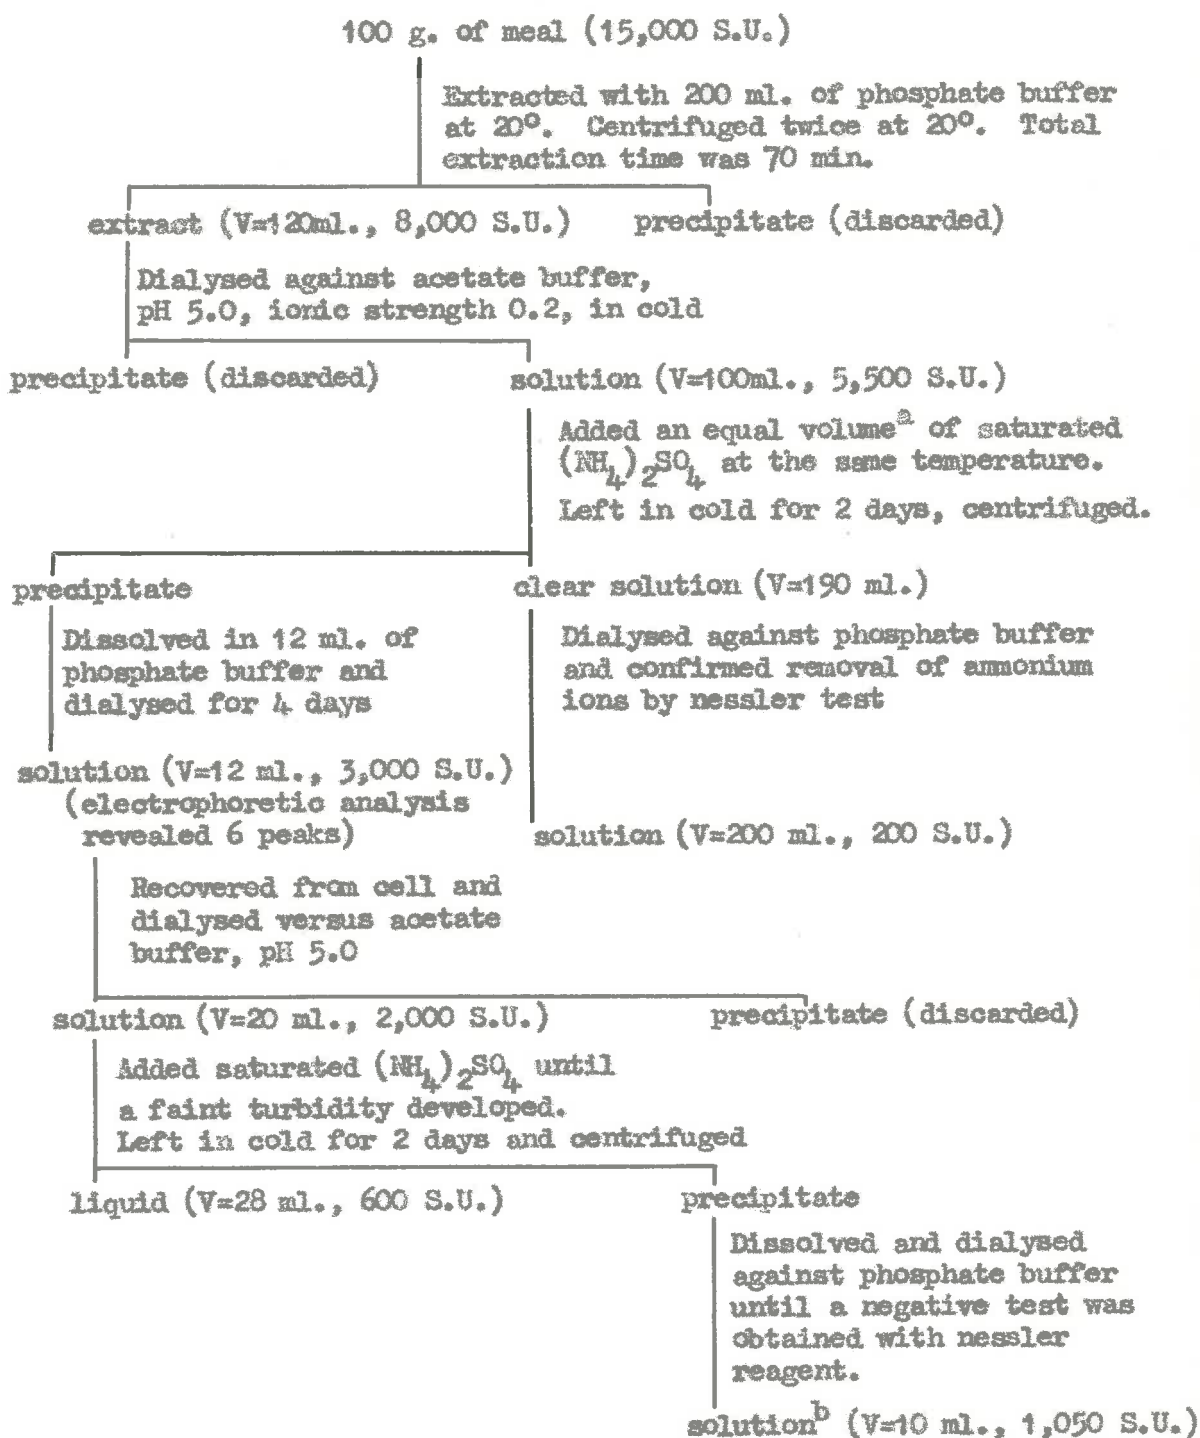 100 g. of meal (15,000 S.U.)
Extracted with 200 ml. of phosphate buffer
at 20°. Centrifuged twice at 20°. Total
extraction time was 70 min.
extract (V=120ml., 8,000 S.U.)
precipitate (discarded)
Dialysed against acetate buffer,
pH 5.0, ionic strength 0.2, in cold
precipitate (discarded)
solution (V=100ml., 5,500 S.U.)
Added an equal volumeᵃ of saturated
(NH₄)₂SO₄ at the same temperature.
Left in cold for 2 days, centrifuged.
precipitate
Dissolved in 12 ml. of
phosphate buffer and
dialysed for 4 days
solution (V=12 ml., 3,000 S.U.)
(electrophoretic analysis
revealed 6 peaks)
clear solution (V=190 ml.)
Dialysed against phosphate buffer
and confirmed removal of ammonium
ions by nessler test
solution (V=200 ml., 200 S.U.)
Recovered from cell and
dialysed versus acetate
buffer, pH 5.0
solution (V=20 ml., 2,000 S.U.)
precipitate (discarded)
Added saturated (NH₄)₂SO₄ until
a faint turbidity developed.
Left in cold for 2 days and centrifuged
liquid (V=28 ml., 600 S.U.)
precipitate
Dissolved and dialysed
against phosphate buffer
until a negative test was
obtained with nessler
reagent.
solutionᵇ (V=10 ml., 1,050 S.U.)